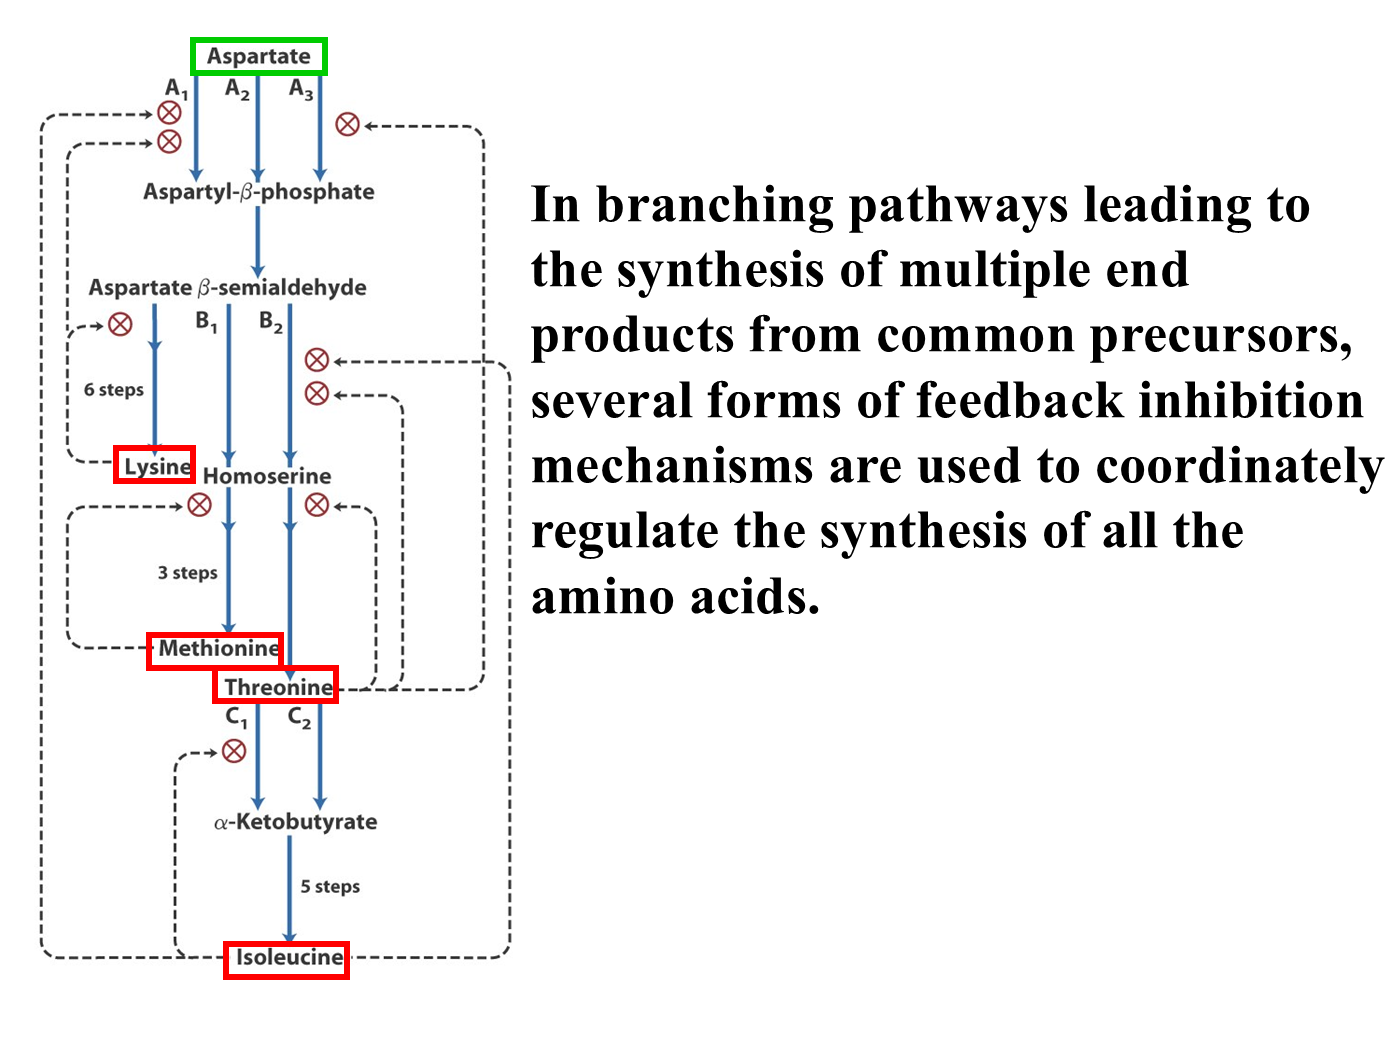 Aspartate
A1 A2 A3
Aspartyl-β-phosphate
Aspartate β-semialdehyde
B1 B2
6 steps
Lysine
Homoserine
3 steps
Methionine
Threonine
C1 C2
α-Ketobutyrate
5 steps
Isoleucine
In branching pathways leading to
the synthesis of multiple end
products from common precursors,
several forms of feedback inhibition
mechanisms are used to coordinately
regulate the synthesis of all the
amino acids.